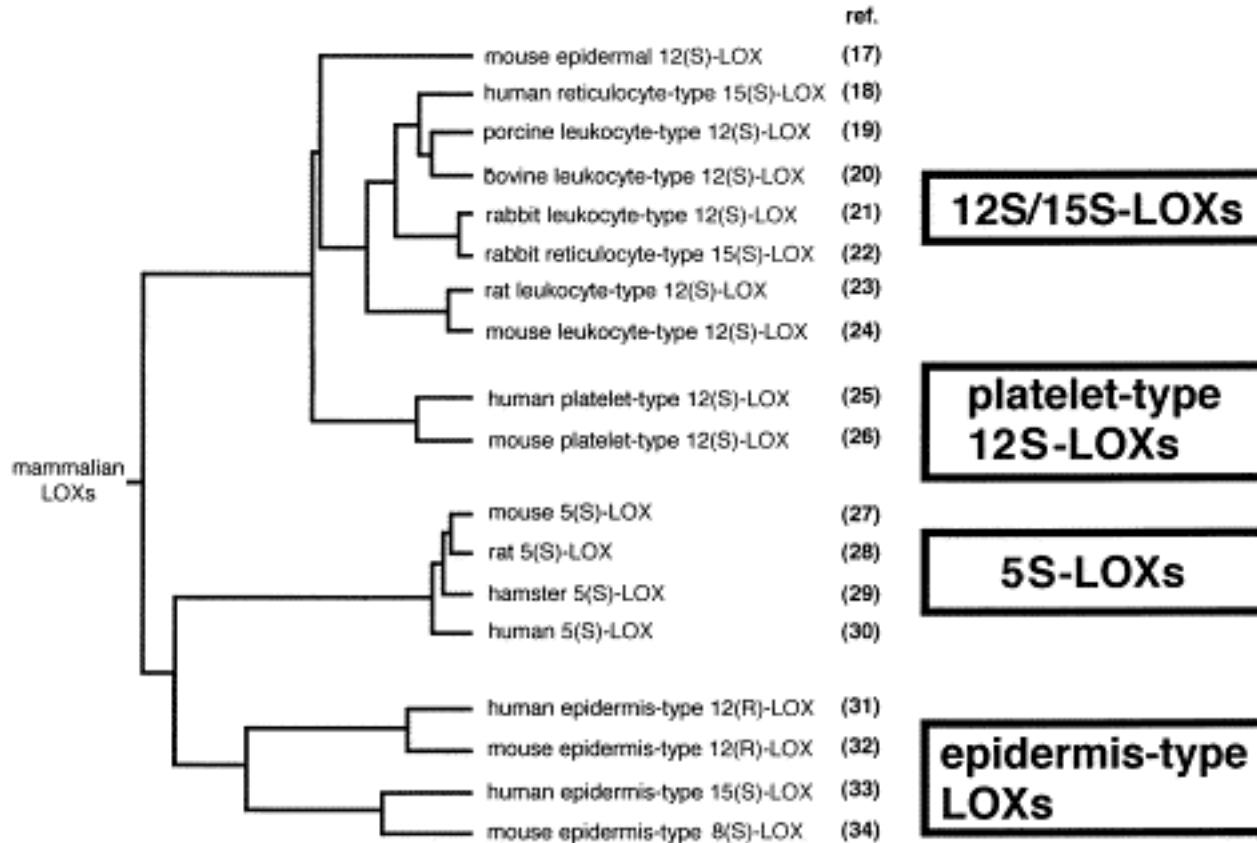 ref.
mouse epidermal 12(S)-LOX (17)
human reticulocyte-type 15(S)-LOX (18)
porcine leukocyte-type 12(S)-LOX (19)
bovine leukocyte-type 12(S)-LOX (20)
rabbit leukocyte-type 12(S)-LOX (21)
rabbit reticulocyte-type 15(S)-LOX (22)
rat leukocyte-type 12(S)-LOX (23)
mouse leukocyte-type 12(S)-LOX (24)
12S/15S-LOXs
human platelet-type 12(S)-LOX (25)
mouse platelet-type 12(S)-LOX (26)
platelet-type
12S-LOXs
mammalian
LOXs
mouse 5(S)-LOX (27)
rat 5(S)-LOX (28)
hamster 5(S)-LOX (29)
human 5(S)-LOX (30)
5S-LOXs
human epidermis-type 12(R)-LOX (31)
mouse epidermis-type 12(R)-LOX (32)
human epidermis-type 15(S)-LOX (33)
mouse epidermis-type 8(S)-LOX (34)
epidermis-type
LOXs